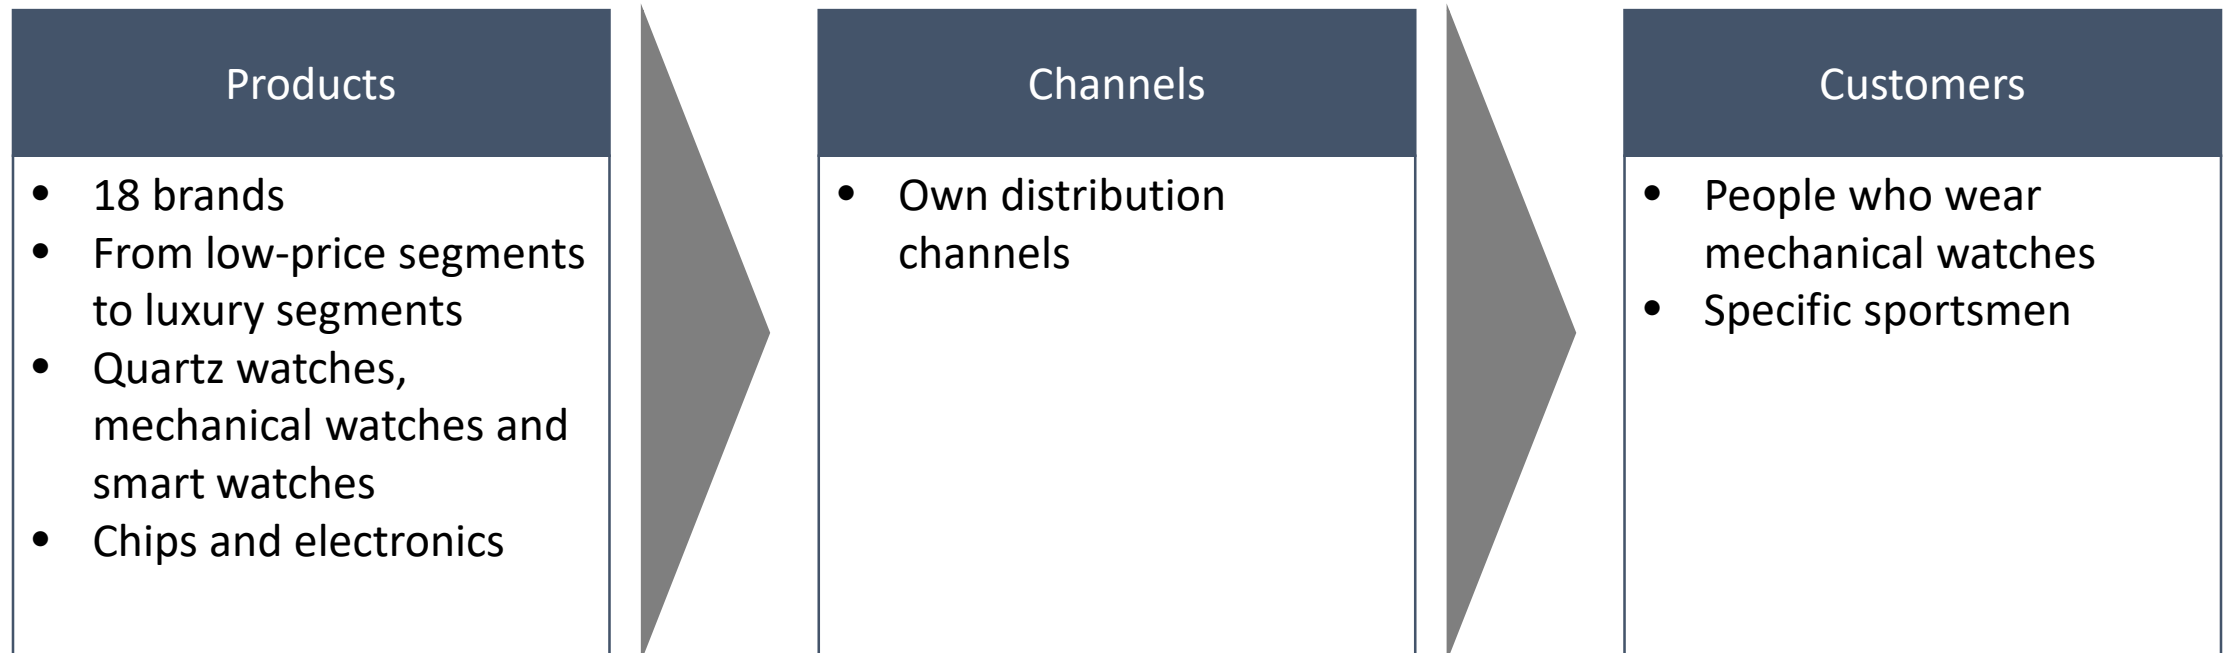 Products
• 18 brands
• From low-price segments
to luxury segments
• Quartz watches,
mechanical watches and
smart watches
• Chips and electronics
Channels
• Own distribution
channels
Customers
• People who wear
mechanical watches
• Specific sportsmen